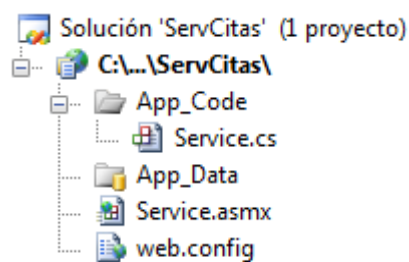 Solución 'ServCitas' (1 proyecto)
C:\...\ServCitas\
App_Code
Service.cs
App_Data
Service.asmx
web.config